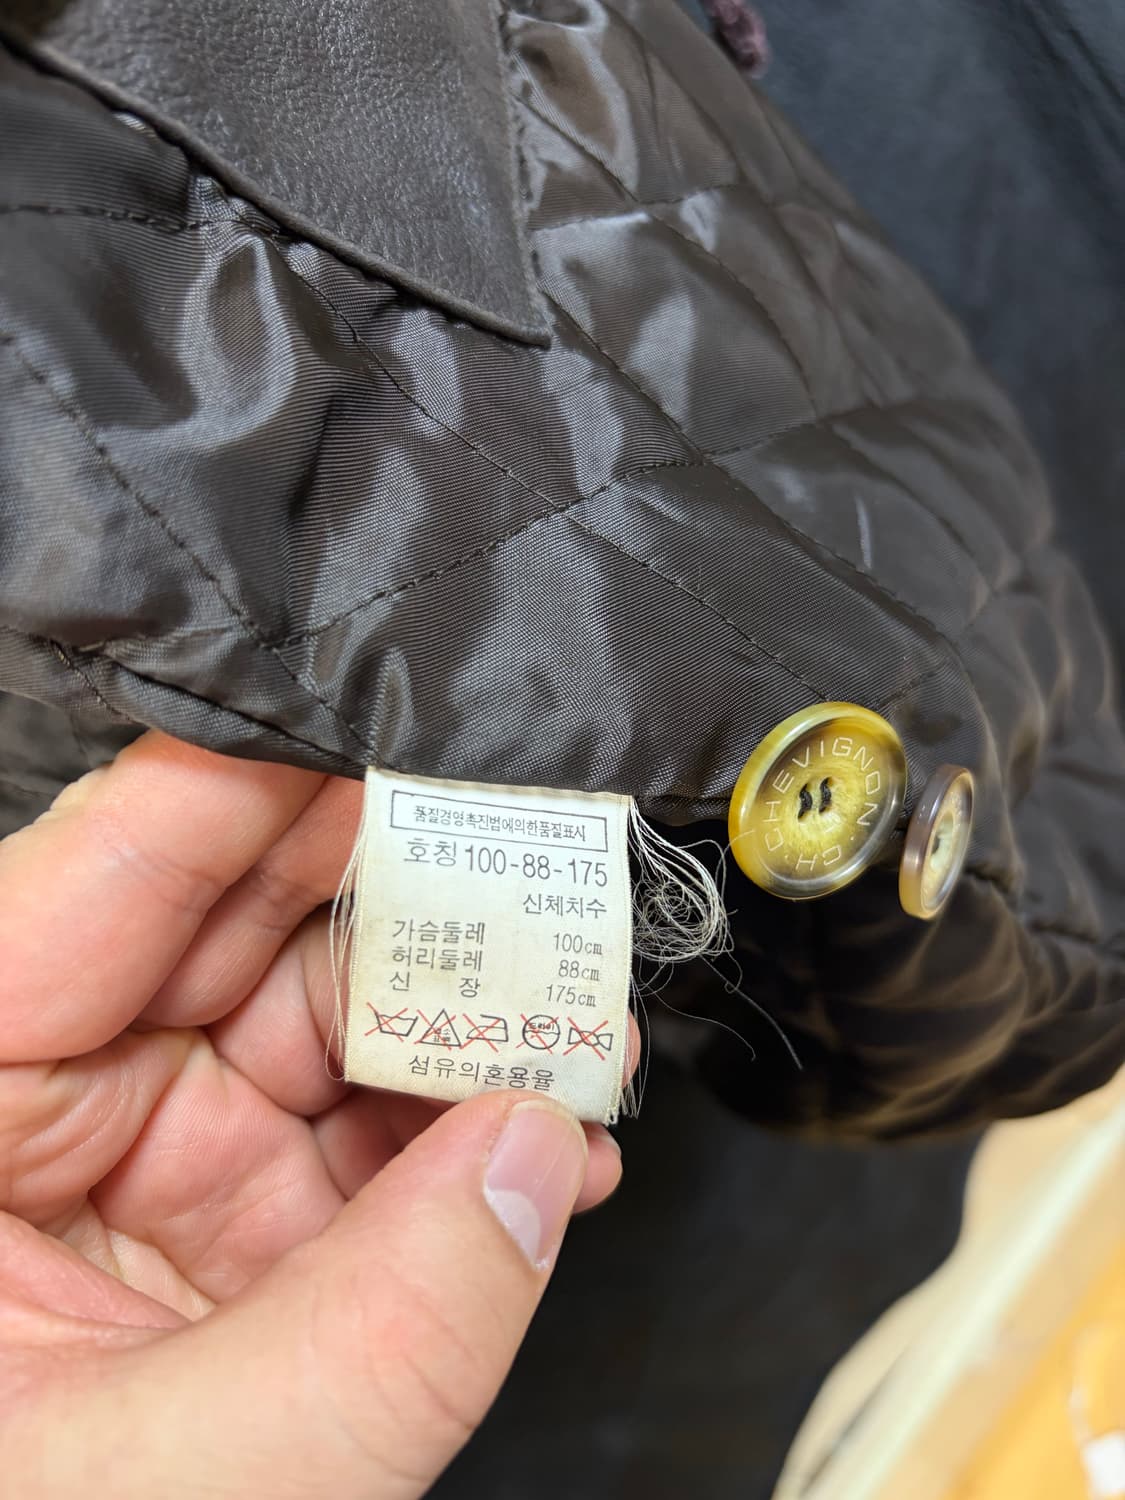 품질경영촉진법에의한품질표시
호칭 100-88-175
신체치수
가슴둘레 100cm
허리둘레 88cm
신 장 175cm
섬유의혼용율
CH.CHEVIGNON